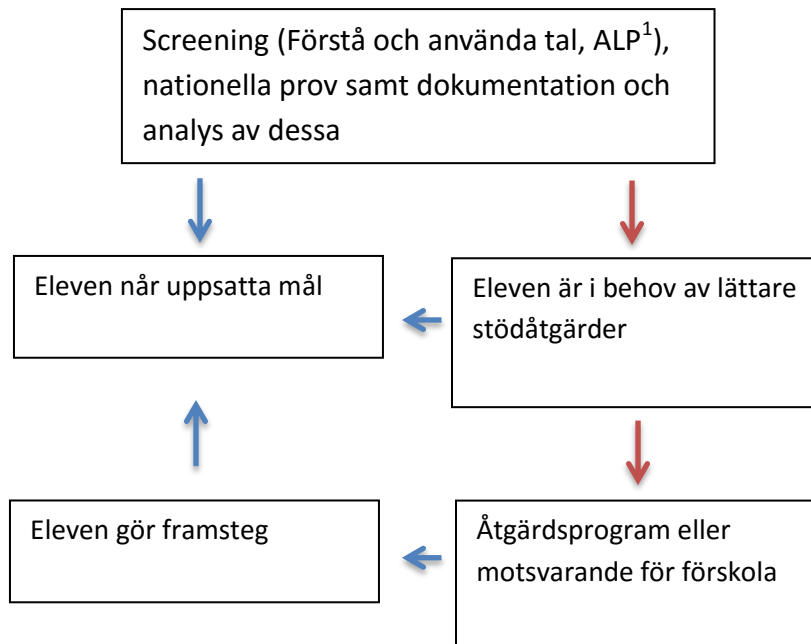 Screening (Förstå och använda tal, ALP¹),
nationella prov samt dokumentation och
analys av dessa
Eleven når uppsatta mål
Eleven är i behov av lättare
stödåtgärder
Eleven gör framsteg
Åtgärdsprogram eller
motsvarande för förskola